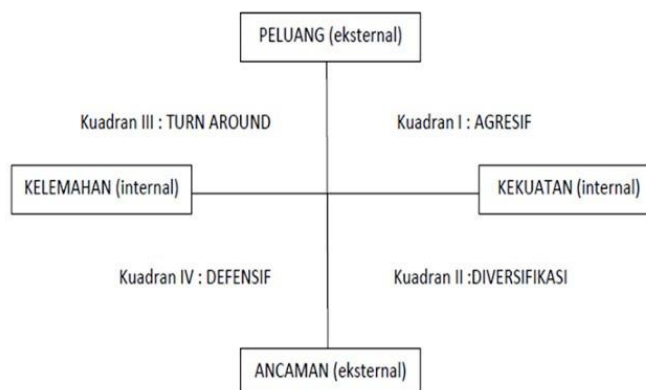 PELUANG (eksternal)
Kuadran III : TURN AROUND
Kuadran I : AGRESIF
KELEMAHAN (internal)
KEKUATAN (internal)
Kuadran IV : DEFENSIF
Kuadran II :DIVERSIFIKASI
ANCAMAN (eksternal)